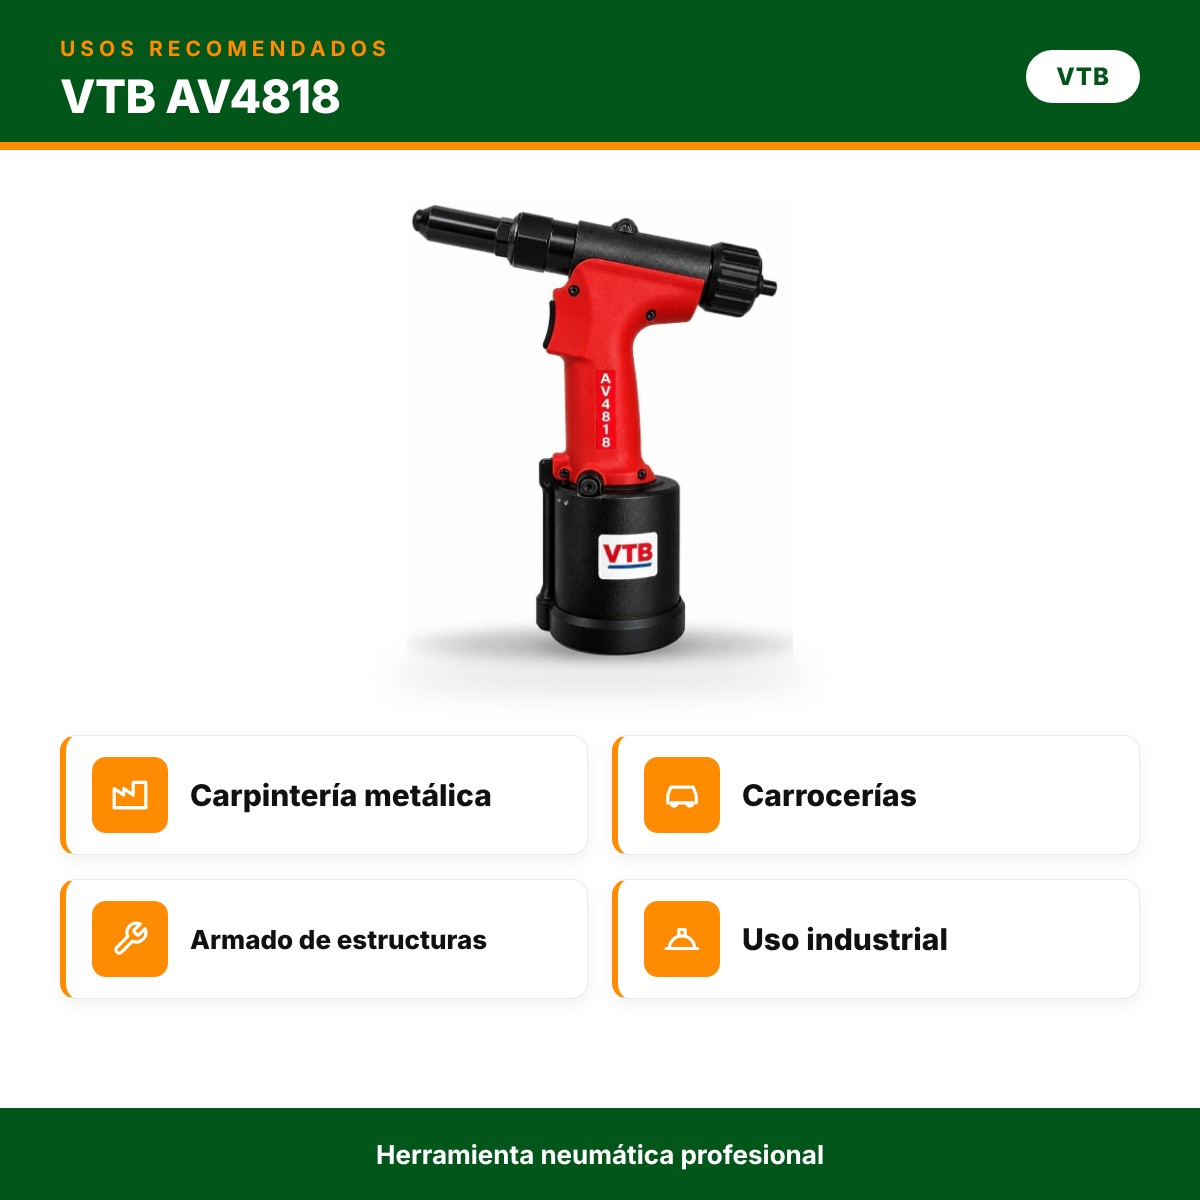 USOS RECOMENDADOS
VTB AV4818
VTB
AV4818
VTB
Carpintería metálica
Carrocerías
Armado de estructuras
Uso industrial
Herramienta neumática profesional